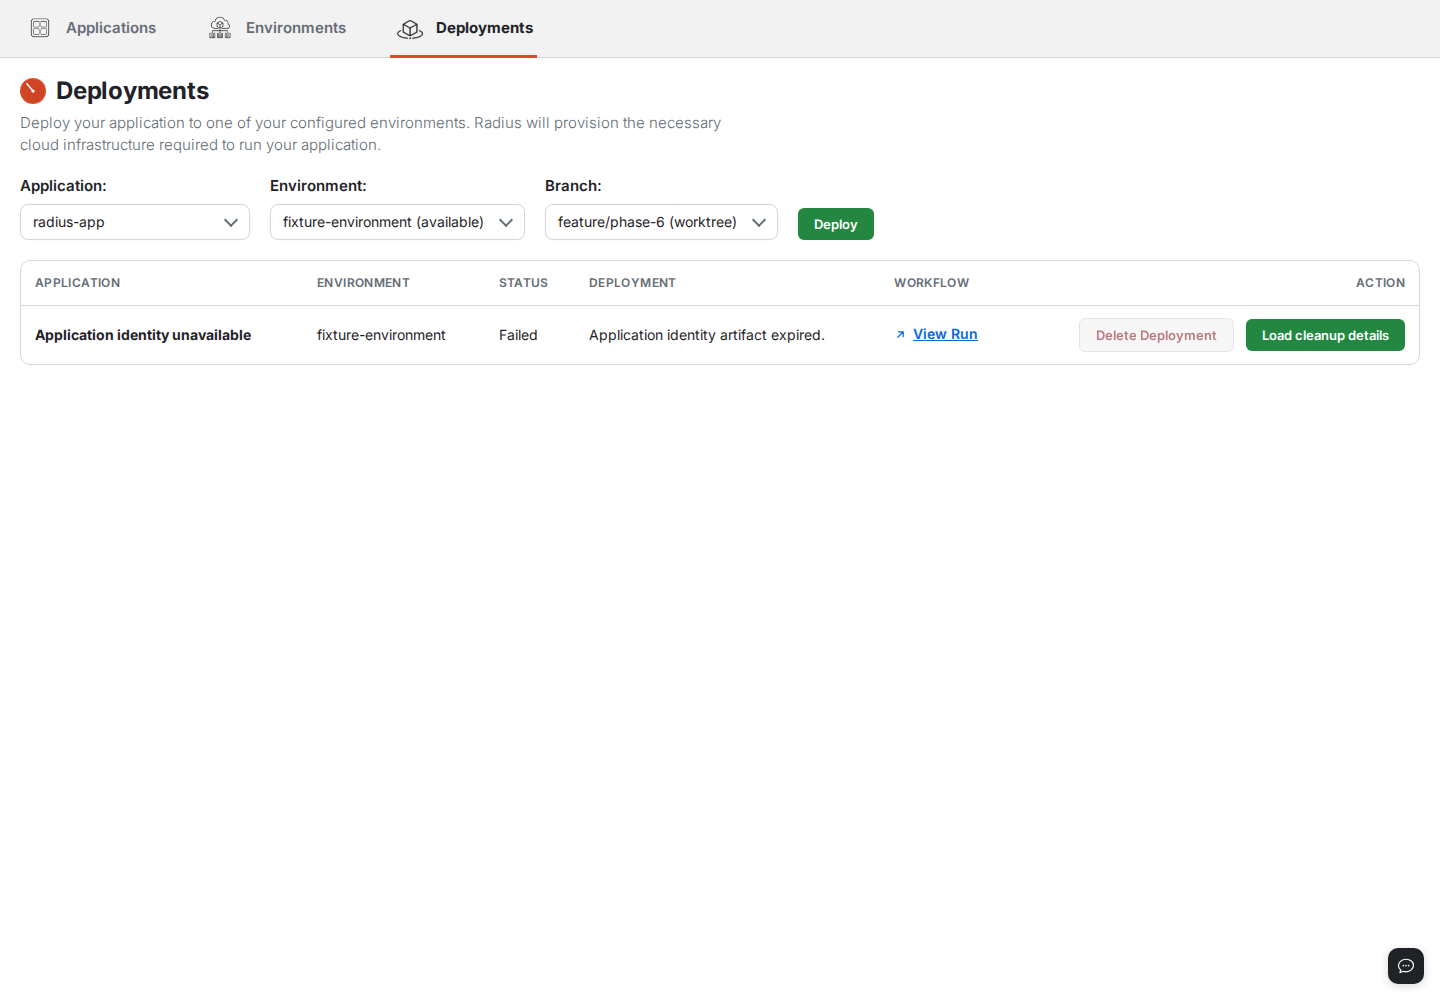 Applications Environments Deployments
Deployments
Deploy your application to one of your configured environments. Radius will provision the necessary
cloud infrastructure required to run your application.
Application: Environment: Branch:
radius-app fixture-environment (available) feature/phase-6 (worktree) Deploy
APPLICATION ENVIRONMENT STATUS DEPLOYMENT WORKFLOW ACTION
Application identity unavailable fixture-environment Failed Application identity artifact expired. View Run Delete Deployment Load cleanup details